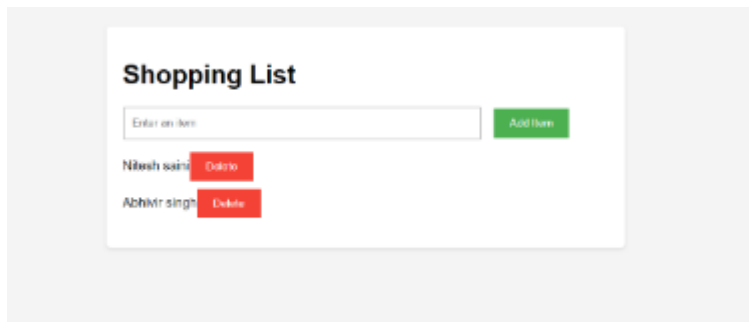 Shopping List
Enter an item Add Item
Nitesh saini Delete
Abhivir singh Delete